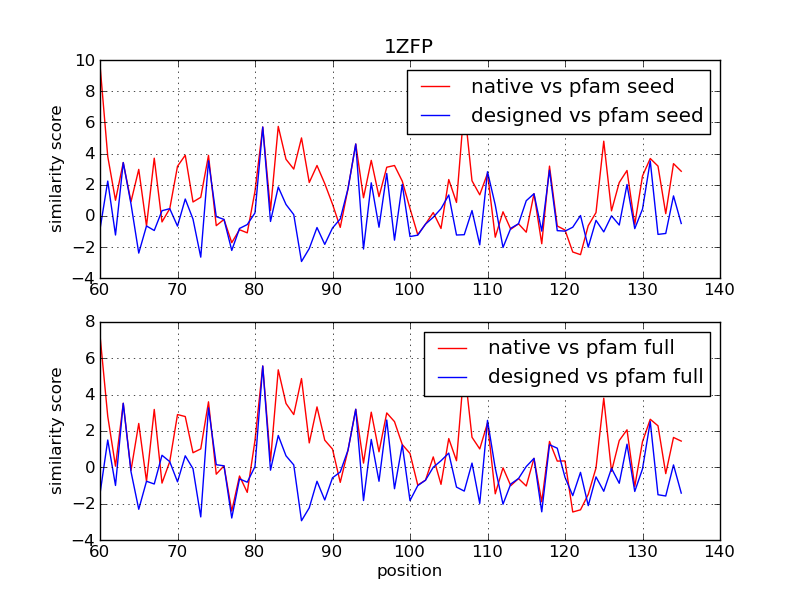 1ZFP
10
8
6
4
2
0
−2
−4
similarity score
native vs pfam seed
designed vs pfam seed
60 70 80 90 100 110 120 130 140
8
6
4
2
0
−2
−4
similarity score
native vs pfam full
designed vs pfam full
60 70 80 90 100 110 120 130 140
position